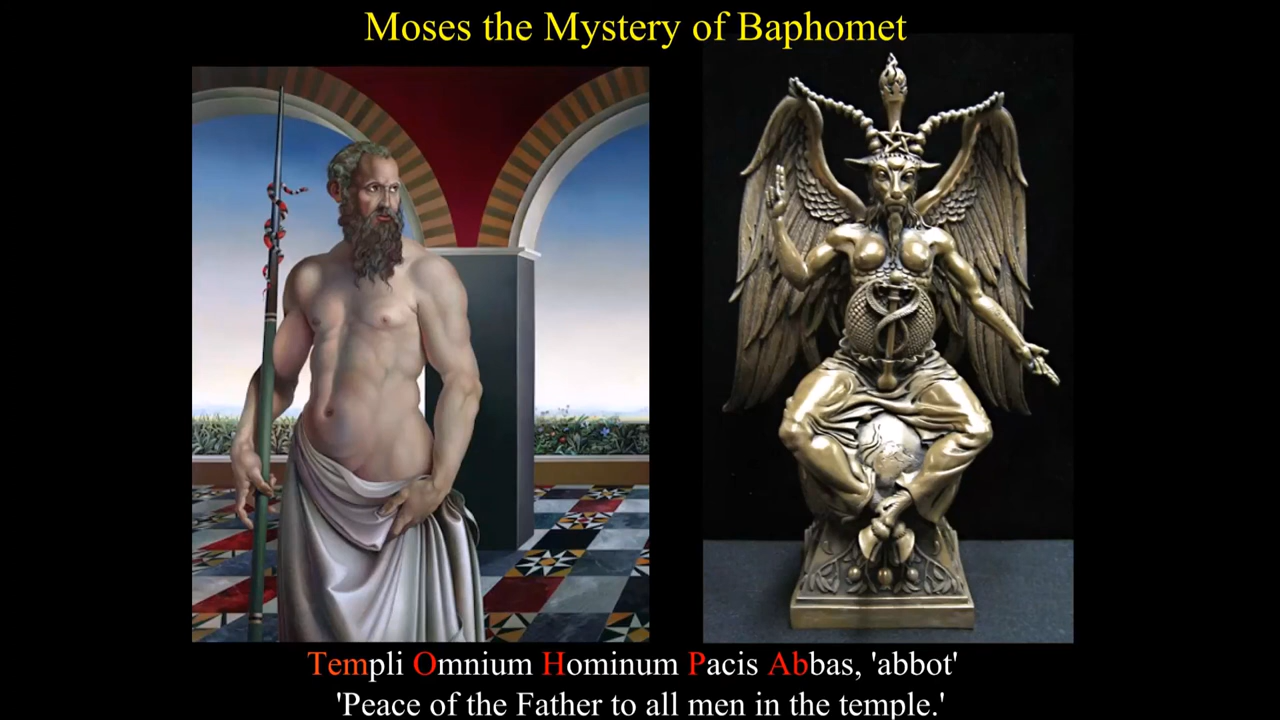 Moses the Mystery of Baphomet
Templi Omnium Hominum Pacis Abbas, 'abbot'
'Peace of the Father to all men in the temple.'